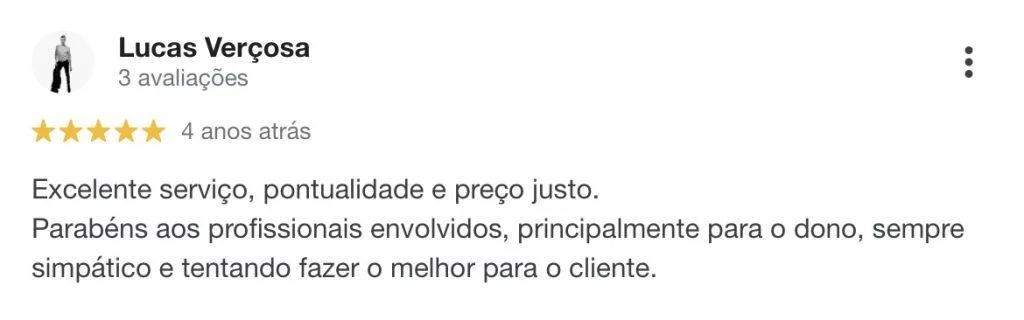 Lucas Verçosa
3 avaliações
4 anos atrás
Excelente serviço, pontualidade e preço justo.
Parabéns aos profissionais envolvidos, principalmente para o dono, sempre
simpático e tentando fazer o melhor para o cliente.